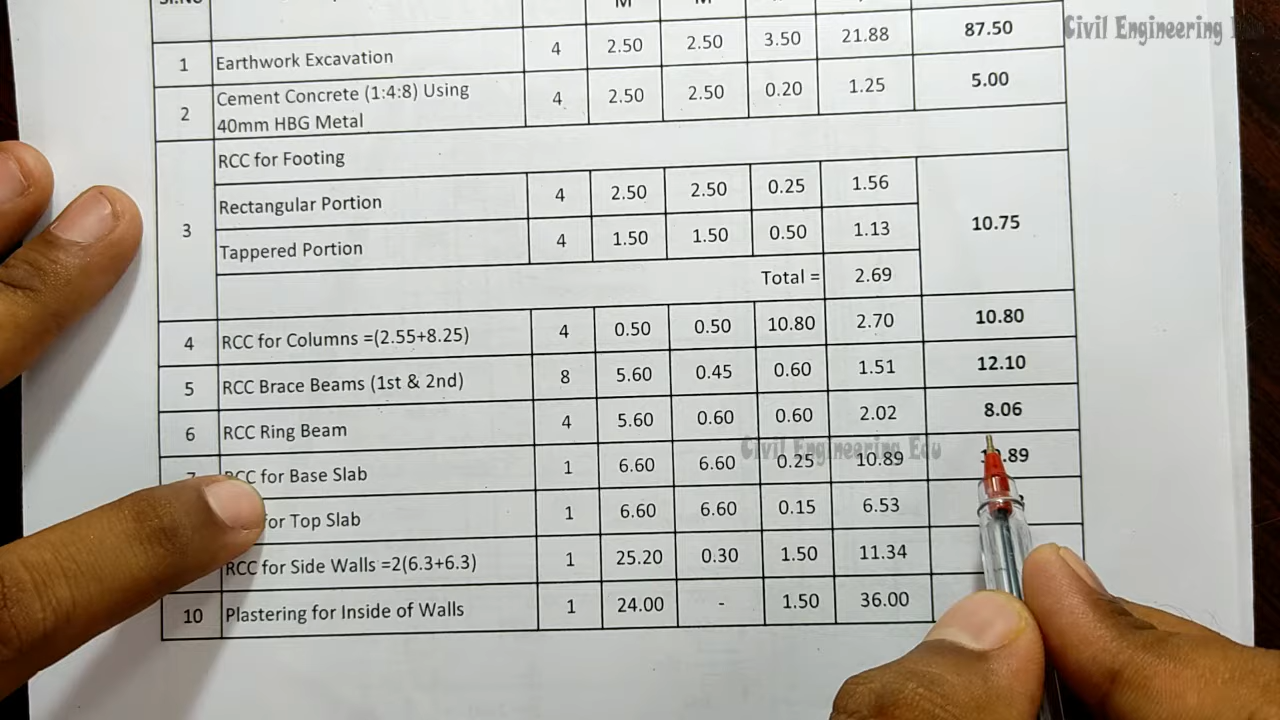 Sl.No
M M
1 Earthwork Excavation 4 2.50 2.50 3.50 21.88 87.50
2 Cement Concrete (1:4:8) Using
40mm HBG Metal 4 2.50 2.50 0.20 1.25 5.00
3 RCC for Footing
Rectangular Portion 4 2.50 2.50 0.25 1.56
Tappered Portion 4 1.50 1.50 0.50 1.13
10.75
Total = 2.69
4 RCC for Columns =(2.55+8.25) 4 0.50 0.50 10.80 2.70 10.80
5 RCC Brace Beams (1st & 2nd) 8 5.60 0.45 0.60 1.51 12.10
6 RCC Ring Beam 4 5.60 0.60 0.60 2.02 8.06
7 RCC for Base Slab 1 6.60 6.60 0.25 10.89 10.89
for Top Slab 1 6.60 6.60 0.15 6.53
RCC for Side Walls =2(6.3+6.3) 1 25.20 0.30 1.50 11.34
10 Plastering for Inside of Walls 1 24.00 - 1.50 36.00
Civil Engineering Edu
Civil Engineering Edu